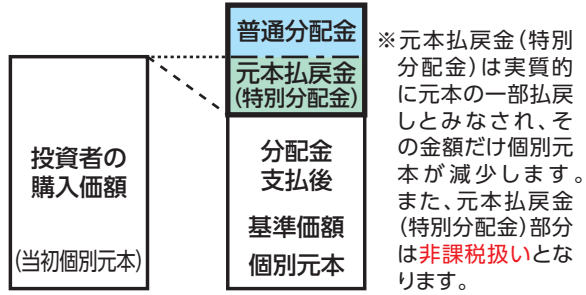 投資者の
購入価額
(当初個別元本)
普通分配金
元本払戻金
(特別分配金)
分配金
支払後
基準価額
個別元本
※元本払戻金(特別
分配金)は実質的
に元本の一部払戻
しとみなされ、そ
の金額だけ個別元
本が減少します。
また、元本払戻金
(特別分配金)部分
は非課税扱いとな
ります。